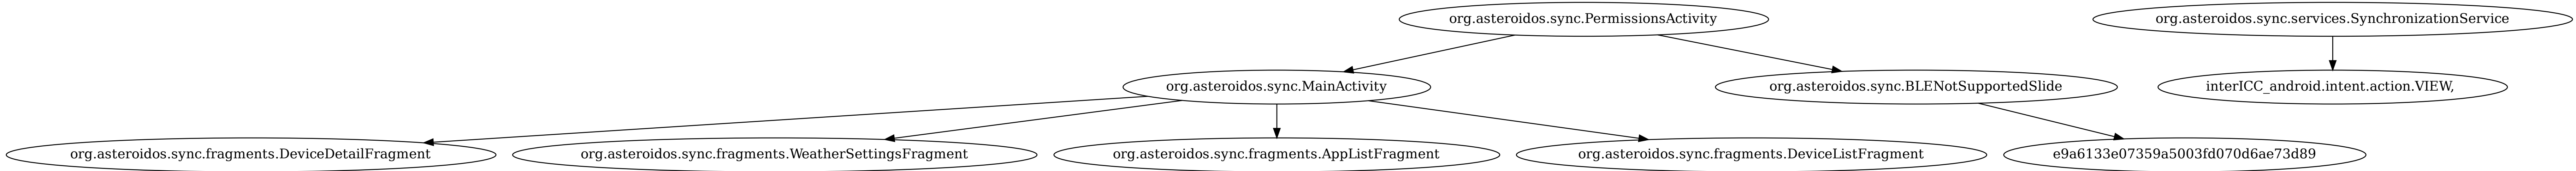 org.asteroidos.sync.PermissionsActivity
org.asteroidos.sync.services.SynchronizationService
org.asteroidos.sync.MainActivity
org.asteroidos.sync.BLENotSupportedSlide
interICC_android.intent.action.VIEW,
org.asteroidos.sync.fragments.DeviceDetailFragment
org.asteroidos.sync.fragments.WeatherSettingsFragment
org.asteroidos.sync.fragments.AppListFragment
org.asteroidos.sync.fragments.DeviceListFragment
e9a6133e07359a5003fd070d6ae73d89